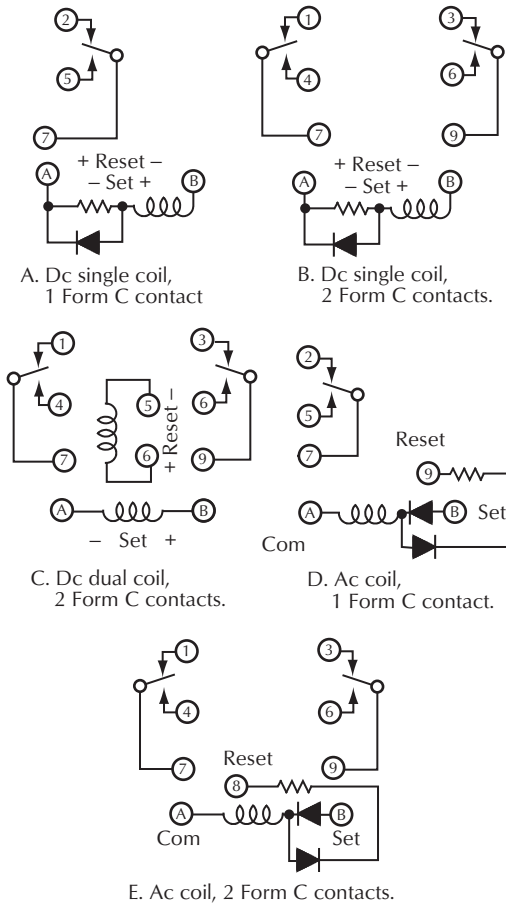 2
5
7
+ Reset –
– Set +
A
B
A. Dc single coil,
1 Form C contact
1
3
4
6
7
9
+ Reset –
– Set +
A
B
B. Dc single coil,
2 Form C contacts.
1
3
4
5
6
6
7
9
+ Reset –
A
B
– Set +
C. Dc dual coil,
2 Form C contacts.
2
5
7
Reset
9
A
B
Set
Com
D. Ac coil,
1 Form C contact.
1
3
4
6
7
9
Reset
8
A
B
Com
Set
E. Ac coil, 2 Form C contacts.